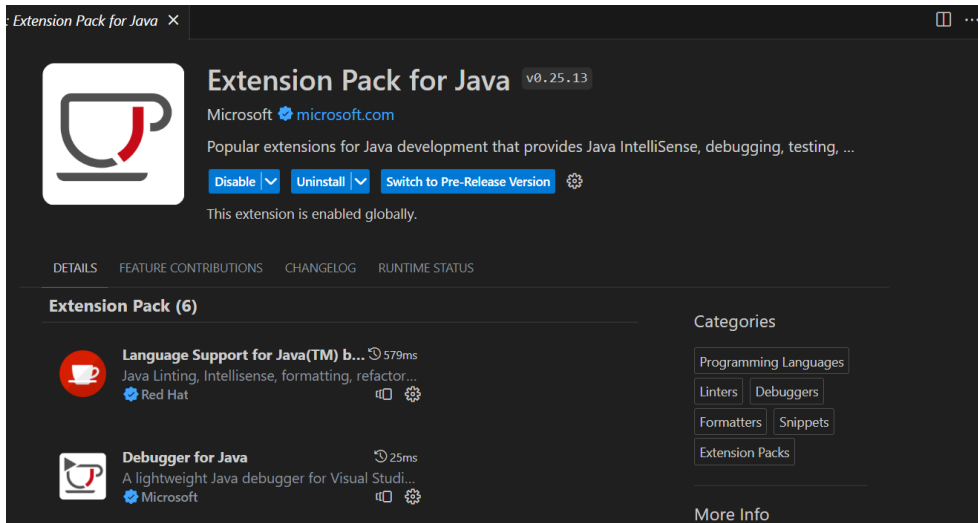 : Extension Pack for Java
Extension Pack for Java v0.25.13
Microsoft microsoft.com
Popular extensions for Java development that provides Java IntelliSense, debugging, testing, ...
Disable Uninstall Switch to Pre-Release Version
This extension is enabled globally.
DETAILS FEATURE CONTRIBUTIONS CHANGELOG RUNTIME STATUS
Extension Pack (6)
Language Support for Java(TM) b... 579ms
Java Linting, Intellisense, formatting, refactor...
Red Hat
Debugger for Java 25ms
A lightweight Java debugger for Visual Studi...
Microsoft
Categories
Programming Languages
Linters Debuggers
Formatters Snippets
Extension Packs
More Info